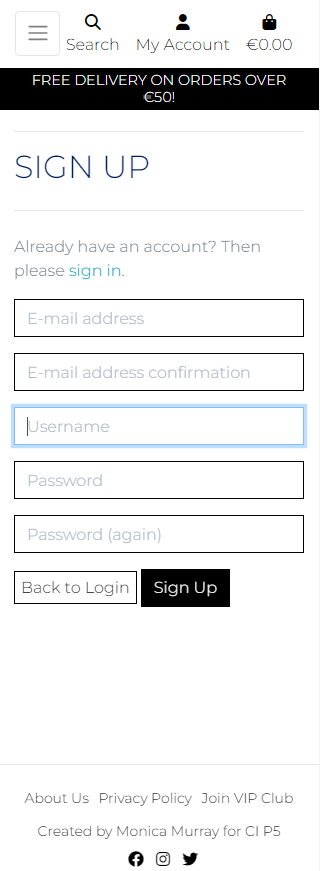 Search My Account €0.00
FREE DELIVERY ON ORDERS OVER
€50!
SIGN UP
Already have an account? Then
please sign in.
E-mail address
E-mail address confirmation
Username
Password
Password (again)
Back to Login Sign Up
About Us Privacy Policy Join VIP Club
Created by Monica Murray for CI P5